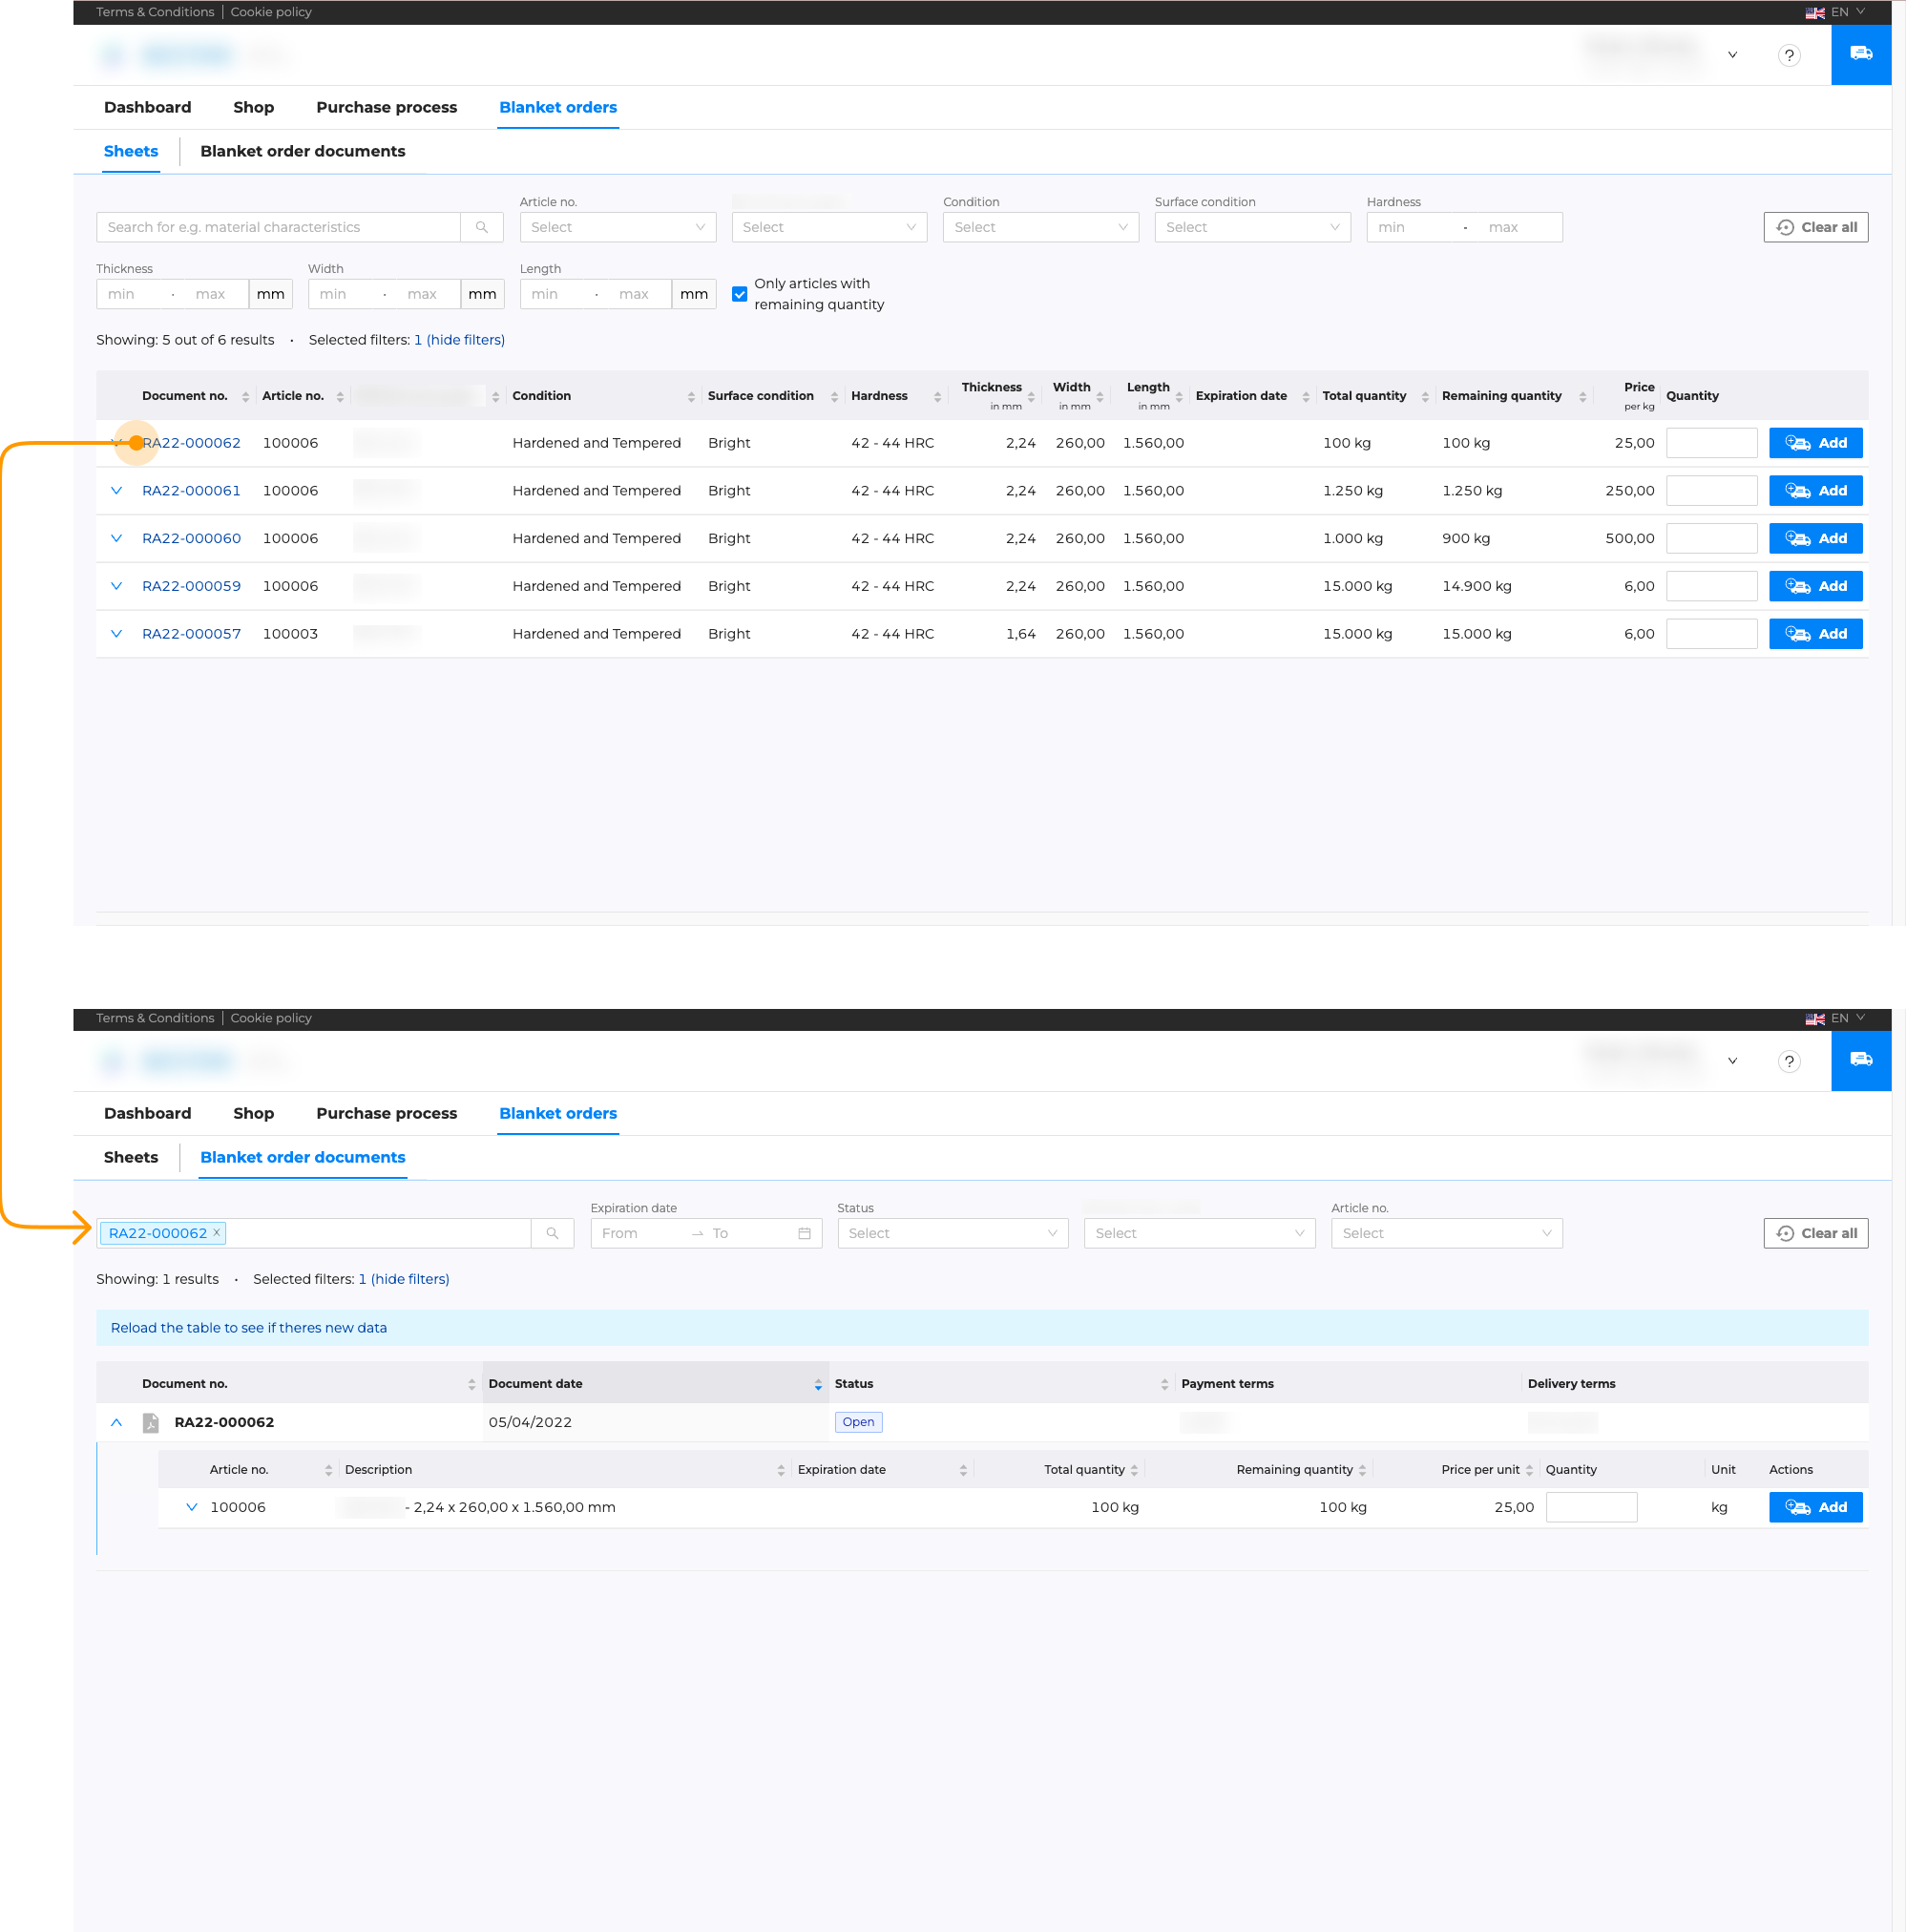 Terms & Conditions | Cookie policy EN
?
Dashboard Shop Purchase process Blanket orders
Sheets Blanket order documents
Article no. Condition Surface condition Hardness
Search for e.g. material characteristics Select Select Select Select min - max Clear all
Thickness Width Length
min - max mm min - max mm min - max mm Only articles with
remaining quantity
Showing: 5 out of 6 results • Selected filters: 1 (hide filters)
Document no. Article no. Condition Surface condition Hardness Thickness in mm Width in mm Length in mm Expiration date Total quantity Remaining quantity Price per kg Quantity
RA22-000062 100006 Hardened and Tempered Bright 42 - 44 HRC 2,24 260,00 1.560,00 100 kg 100 kg 25,00 Add
RA22-000061 100006 Hardened and Tempered Bright 42 - 44 HRC 2,24 260,00 1.560,00 1.250 kg 1.250 kg 250,00 Add
RA22-000060 100006 Hardened and Tempered Bright 42 - 44 HRC 2,24 260,00 1.560,00 1.000 kg 900 kg 500,00 Add
RA22-000059 100006 Hardened and Tempered Bright 42 - 44 HRC 2,24 260,00 1.560,00 15.000 kg 14.900 kg 6,00 Add
RA22-000057 100003 Hardened and Tempered Bright 42 - 44 HRC 1,64 260,00 1.560,00 15.000 kg 15.000 kg 6,00 Add
Terms & Conditions | Cookie policy EN
?
Dashboard Shop Purchase process Blanket orders
Sheets Blanket order documents
Expiration date Status Article no.
RA22-000062 × From → To Select Select Select Clear all
Showing: 1 results • Selected filters: 1 (hide filters)
Reload the table to see if theres new data
Document no. Document date Status Payment terms Delivery terms
RA22-000062 05/04/2022 Open
Article no. Description Expiration date Total quantity Remaining quantity Price per unit Quantity Unit Actions
100006 - 2,24 x 260,00 x 1.560,00 mm 100 kg 100 kg 25,00 kg Add